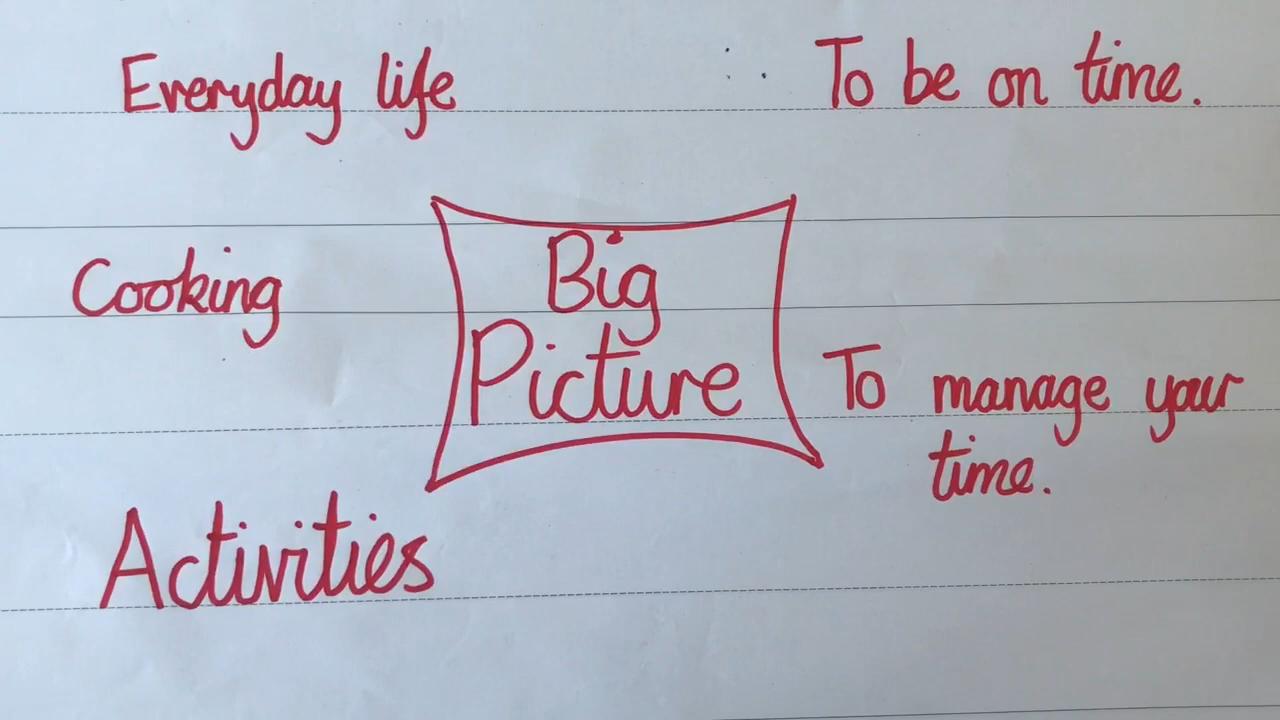 Everyday life
To be on time.
Big
Picture
Cooking
To manage your
time.
Activities